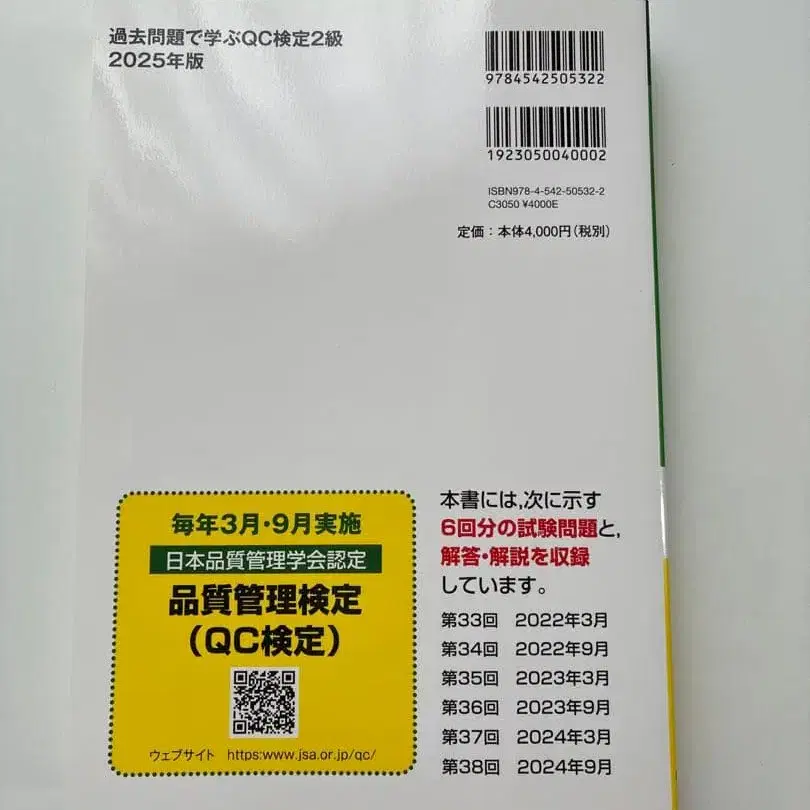 過去問題で学ぶQC検定2級
2025年版
9784542505322
1923050040002
ISBN978-4-542-50532-2
C3050 ¥4000E
定価：本体4,000円（税別）
毎年3月・9月実施
日本品質管理学会認定
品質管理検定
（QC検定）
ウェブサイト https:www.jsa.or.jp/qc/
本書には,次に示す
6回分の試験問題と,
解答・解説を収録
しています。
第33回 2022年3月
第34回 2022年9月
第35回 2023年3月
第36回 2023年9月
第37回 2024年3月
第38回 2024年9月